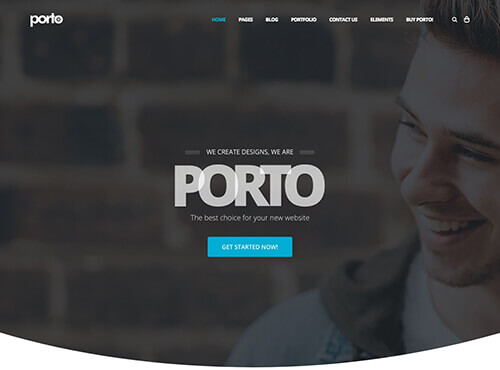 porto
HOME PAGES BLOG PORTFOLIO CONTACT US ELEMENTS BUY PORTO!
WE CREATE DESIGNS, WE ARE
PORTO
The best choice for your new website
GET STARTED NOW!